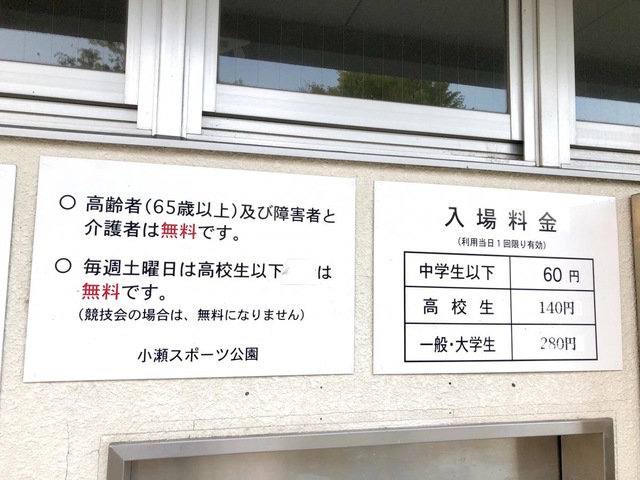 ○ 高齢者(65歳以上)及び障害者と
介護者は無料です。
○ 毎週土曜日は高校生以下 は
無料です。
(競技会の場合は、無料になりません)
小瀬スポーツ公園
入場料金
(利用当日1回限り有効)
中学生以下 60円
高校生 140円
一般・大学生 280円